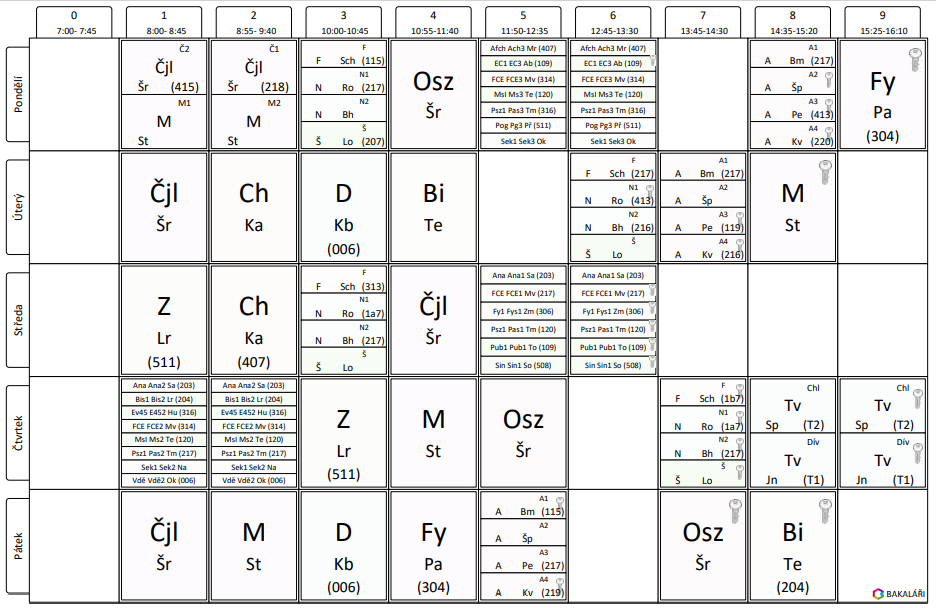 0 1 2 3 4 5 6 7 8 9
7:00- 7:45 8:00- 8:45 8:55- 9:40 10:00-10:45 10:55-11:40 11:50-12:35 12:45-13:30 13:45-14:30 14:35-15:20 15:25-16:10
Pondělí
Č2
Čjl
Šr (415)
M1
M
St
Č1
Čjl
Šr (218)
M2
M
St
F
F Sch (115)
N1
N Ro (217)
N2
N Bh
Š
Š Lo (207)
Osz
Šr
Afch Ach3 Mr (407)
EC1 EC3 Ab (109)
FCE FCE3 Mv (314)
MsI Ms3 Te (120)
Psz1 Pas3 Tm (316)
Pog Pg3 Př (511)
Sek1 Sek3 Ok
Afch Ach3 Mr (407)
EC1 EC3 Ab (109)
FCE FCE3 Mv (314)
MsI Ms3 Te (120)
Psz1 Pas3 Tm (316)
Pog Pg3 Př (511)
Sek1 Sek3 Ok
A1
A Bm (217)
A2
A Šp
A3
A Pe (413)
A4
A Kv (220)
Fy
Pa
(304)
Úterý
Čjl
Šr
Ch
Ka
D
Kb
(006)
Bi
Te
F
F Sch (217)
N1
N Ro (413)
N2
N Bh (216)
Š
Š Lo
A1
A Bm (217)
A2
A Šp
A3
A Pe (119)
A4
A Kv (216)
M
St
Středa
Z
Lr
(511)
Ch
Ka
(407)
F
F Sch (313)
N1
N Ro (1a7)
N2
N Bh (217)
Š
Š Lo
Čjl
Šr
Ana Ana1 Sa (203)
FCE FCE1 Mv (217)
Fy1 Fys1 Zm (306)
Psz1 Pas1 Tm (120)
Pub1 Pub1 To (109)
Sin Sin1 So (508)
Ana Ana1 Sa (203)
FCE FCE1 Mv (217)
Fy1 Fys1 Zm (306)
Psz1 Pas1 Tm (120)
Pub1 Pub1 To (109)
Sin Sin1 So (508)
Čtvrtek
Ana Ana2 Sa (203)
Bis1 Bis2 Lr (204)
Ev45 E452 Hu (316)
FCE FCE2 Mv (314)
MsI Ms2 Te (120)
Psz1 Pas2 Tm (217)
Sek1 Sek2 Na
Vdě Vdě2 Ok (006)
Ana Ana2 Sa (203)
Bis1 Bis2 Lr (204)
Ev45 E452 Hu (316)
FCE FCE2 Mv (314)
MsI Ms2 Te (120)
Psz1 Pas2 Tm (217)
Sek1 Sek2 Na
Vdě Vdě2 Ok (006)
Z
Lr
(511)
M
St
Osz
Šr
F
F Sch (1b7)
N1
N Ro (1a7)
N2
N Bh (217)
Š
Š Lo
Chl
Tv
Sp (T2)
Dív
Tv
Jn (T1)
Chl
Tv
Sp (T2)
Dív
Tv
Jn (T1)
Pátek
Čjl
Šr
M
St
D
Kb
(006)
Fy
Pa
(304)
A1
A Bm (115)
A2
A Šp
A3
A Pe (217)
A4
A Kv (219)
Osz
Šr
Bi
Te
(204)
BAKALÁŘI